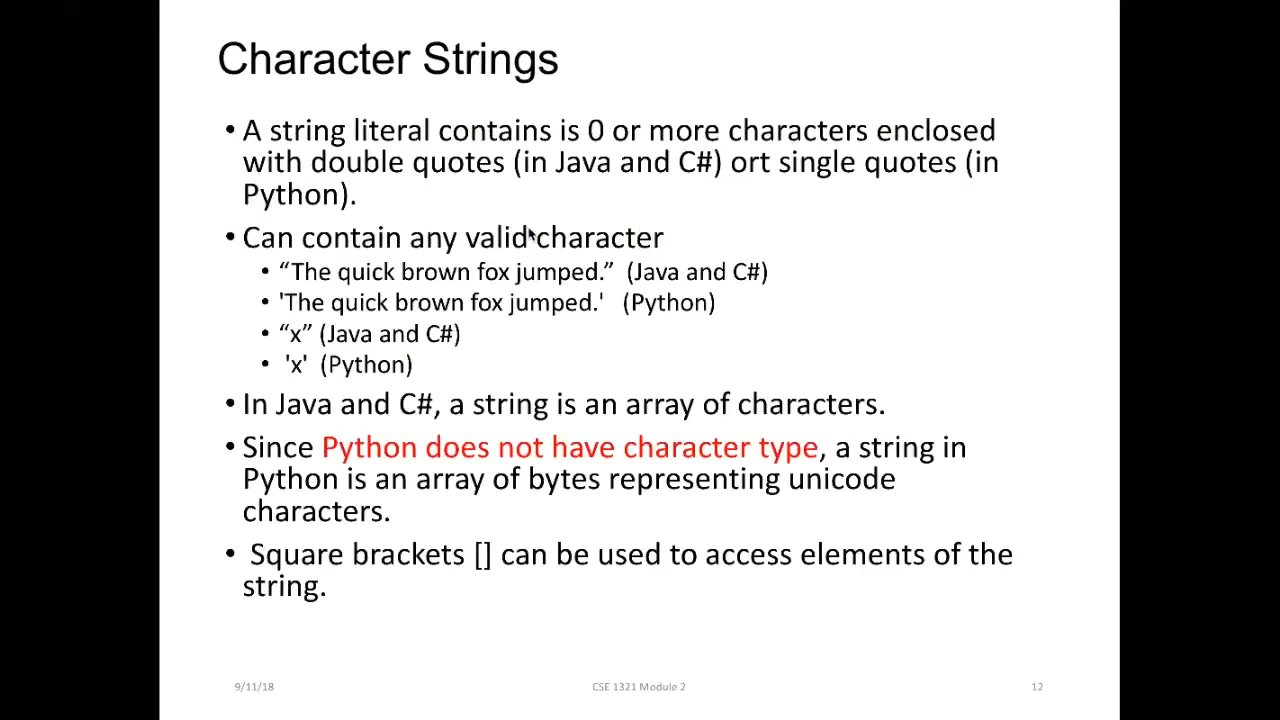 Character Strings
• A string literal contains is 0 or more characters enclosed
with double quotes (in Java and C#) ort single quotes (in
Python).
• Can contain any valid character
• “The quick brown fox jumped.” (Java and C#)
• 'The quick brown fox jumped.' (Python)
• “x” (Java and C#)
• 'x' (Python)
• In Java and C#, a string is an array of characters.
• Since Python does not have character type, a string in
Python is an array of bytes representing unicode
characters.
• Square brackets [] can be used to access elements of the
string.
9/11/18 CSE 1321 Module 2 12